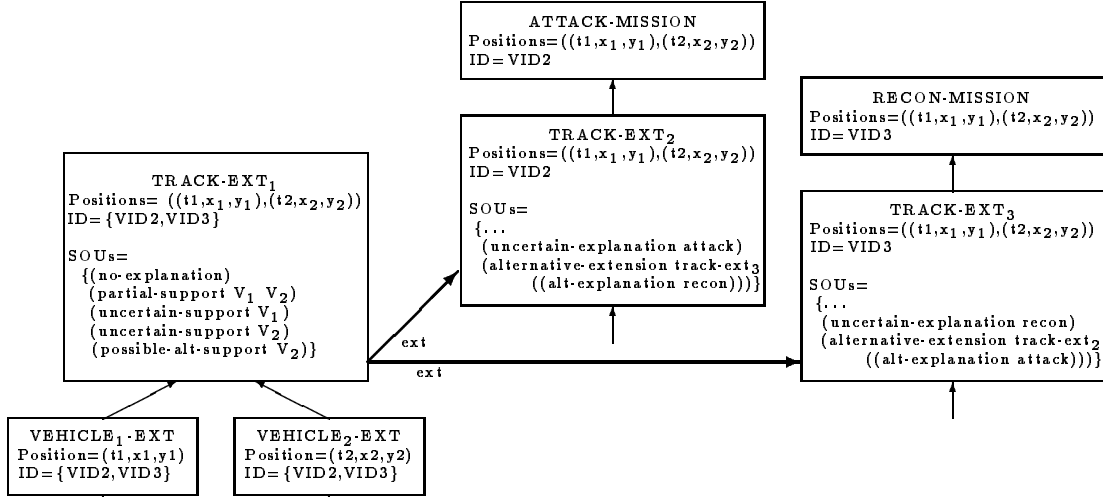 ATTACK-MISSION
Positions=((t1,x1,y1),(t2,x2,y2))
ID=VID2
RECON-MISSION
Positions=((t1,x1,y1),(t2,x2,y2))
ID=VID3
TRACK-EXT2
Positions=((t1,x1,y1),(t2,x2,y2))
ID=VID2
SOUs=
{...
(uncertain-explanation attack)
(alternative-extension track-ext3
((alt-explanation recon)))}
TRACK-EXT1
Positions= ((t1,x1,y1),(t2,x2,y2))
ID={VID2,VID3}
SOUs=
{(no-explanation)
(partial-support V1 V2)
(uncertain-support V1)
(uncertain-support V2)
(possible-alt-support V2)}
TRACK-EXT3
Positions=((t1,x1,y1),(t2,x2,y2))
ID=VID3
SOUs=
{...
(uncertain-explanation recon)
(alternative-extension track-ext2
((alt-explanation attack)))}
ext
ext
VEHICLE1-EXT
Position=(t1,x1,y1)
ID={VID2,VID3}
VEHICLE2-EXT
Position=(t2,x2,y2)
ID={VID2,VID3}